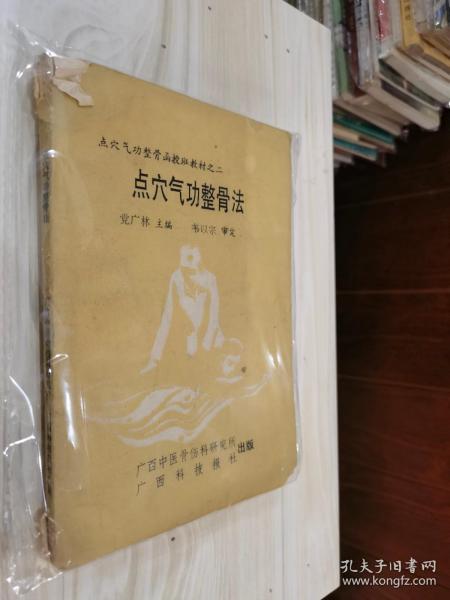 点穴气功整骨函授班教材之二
点穴气功整骨法
党广林 主编 韦以宗 审定
广西中医骨伤科研究所
广西科技报社
出版
孔夫子旧书网
www.kongfz.com